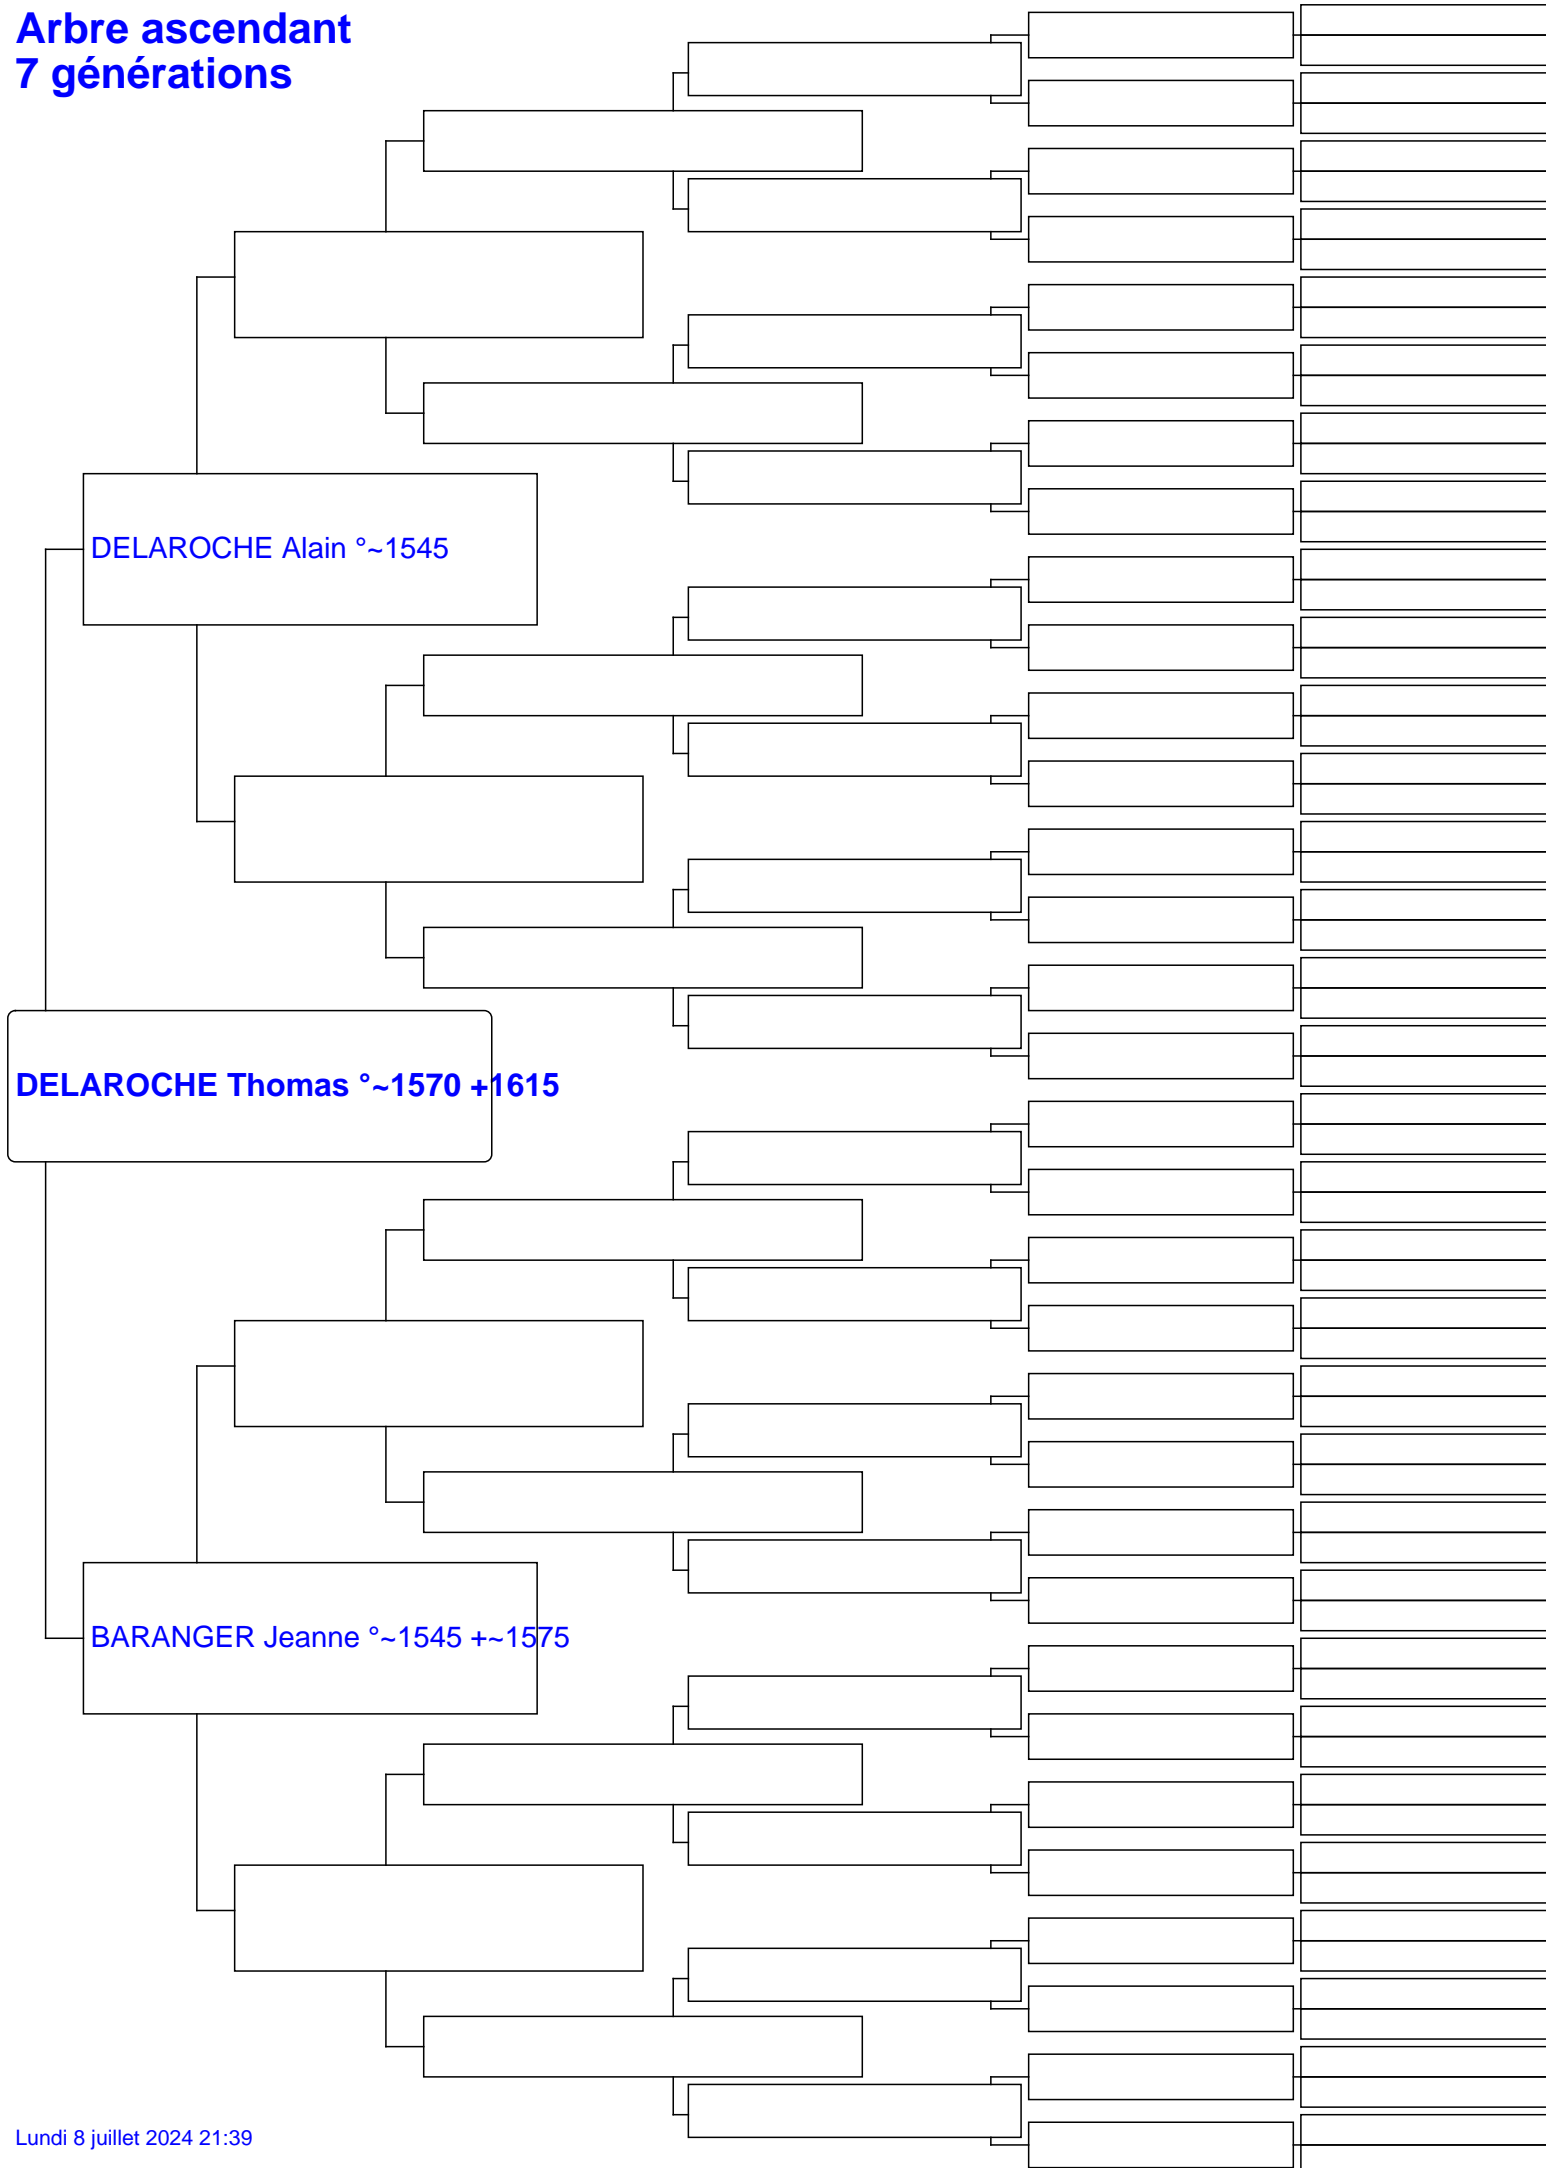 Arbre ascendant
7 générations
DELAROCHE Alain °~1545
DELAROCHE Thomas °~1570 +1615
BARANGER Jeanne °~1545 +~1575
Lundi 8 juillet 2024 21:39